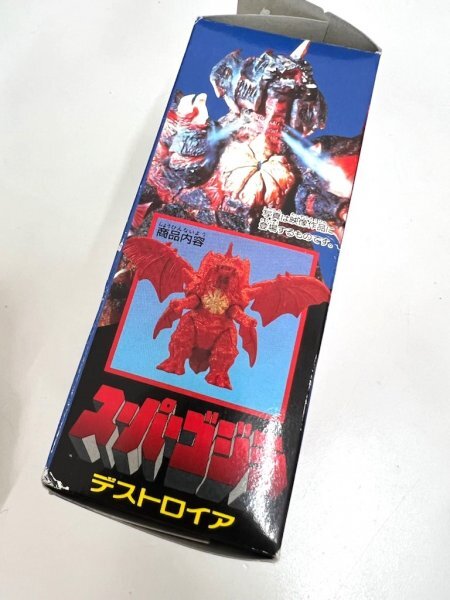 写真は映像作品に
登場するものです。
しょうひんないよう
商品内容
スーパーゴジラ
デストロイア